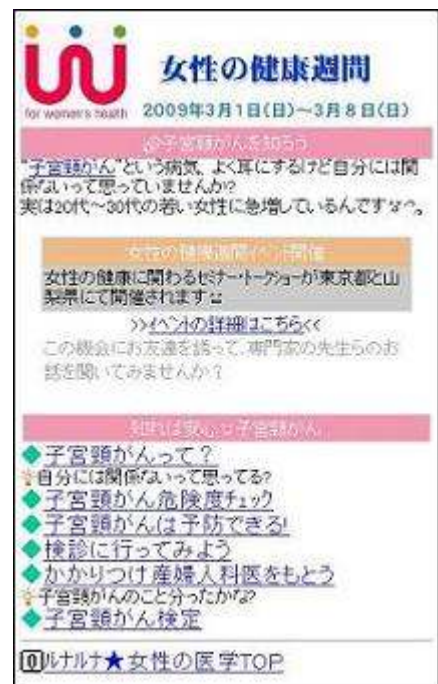 女性の健康週間
for women's health
2009年3月1日(日)～3月8日(日)
子宮頸がんを知ろう
"子宮頸がん"という病気、よく耳にするけど自分には関
係ないって思っていませんか?
実は20代～30代の若い女性に急増しているんです。
女性の健康週間ｲﾍﾞﾝﾄ開催
女性の健康に関わるｾﾐﾅｰ･ﾄｰｸｼｮｰが東京都と山
梨県にて開催されます
>>ｲﾍﾞﾝﾄの詳細はこちら<<
この機会にお友達を誘って、専門家の先生らのお
話を聞いてみませんか？
知れば安心 子宮頸がん
◆子宮頸がんって？
自分には関係ないって思ってる?
◆子宮頸がん危険度ﾁｪｯｸ
◆子宮頸がんは予防できる!
◆検診に行ってみよう
◆かかりつけ産婦人科医をもとう
子宮頸がんのこと分ったかな?
◆子宮頸がん検定
0ﾙﾅﾙﾅ★女性の医学TOP